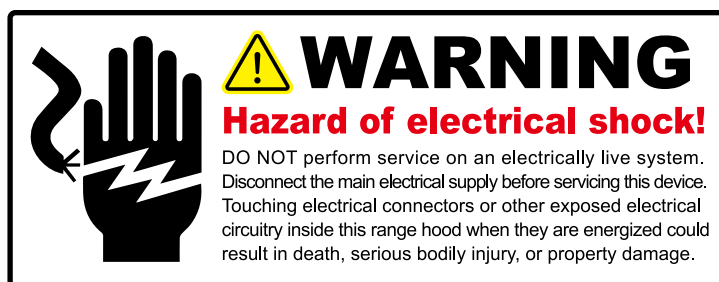 WARNING
Hazard of electrical shock!
DO NOT perform service on an electrically live system.
Disconnect the main electrical supply before servicing this device.
Touching electrical connectors or other exposed electrical
circuitry inside this range hood when they are energized could
result in death, serious bodily injury, or property damage.